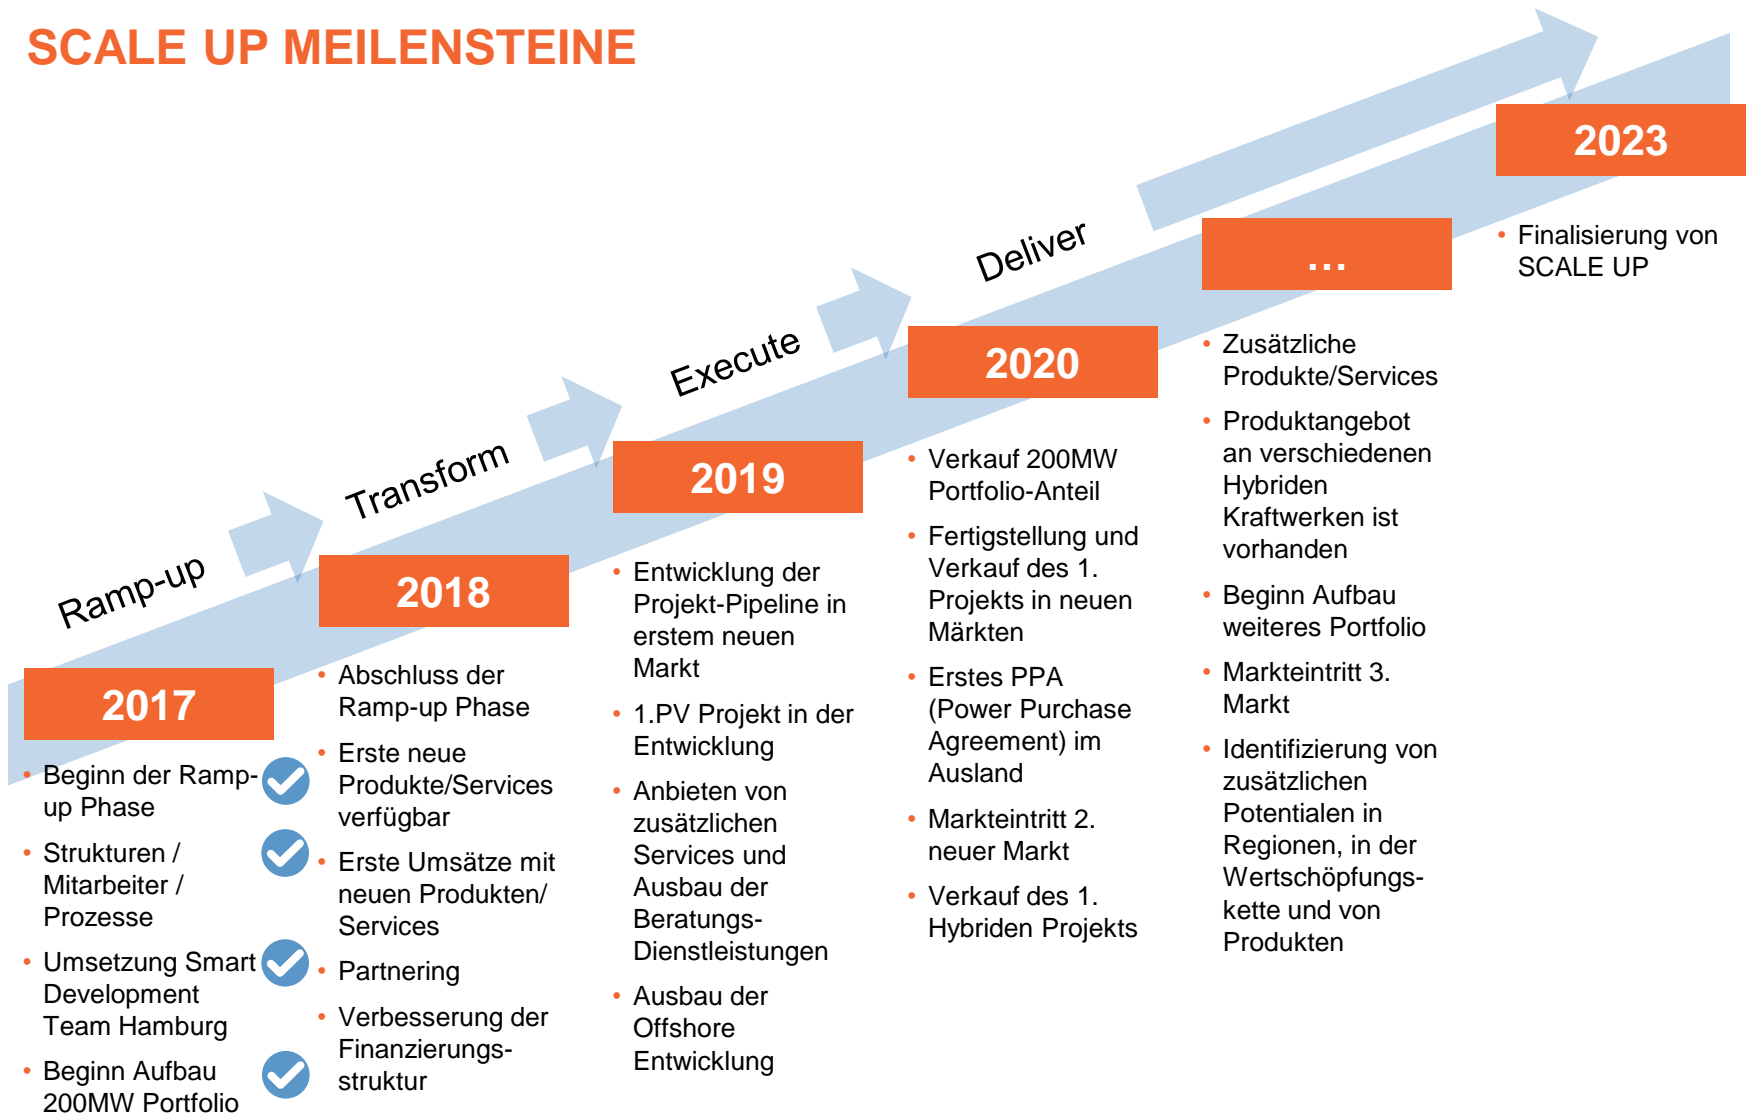 SCALE UP MEILENSTEINE
Ramp-up
Transform
Execute
Deliver
2017
• Beginn der Ramp-
up Phase
• Strukturen /
Mitarbeiter /
Prozesse
• Umsetzung Smart
Development
Team Hamburg
• Beginn Aufbau
200MW Portfolio
2018
• Abschluss der
Ramp-up Phase
• Erste neue
Produkte/Services
verfügbar
• Erste Umsätze mit
neuen Produkten/
Services
• Partnering
• Verbesserung der
Finanzierungs-
struktur
2019
• Entwicklung der
Projekt-Pipeline in
erstem neuen
Markt
• 1.PV Projekt in der
Entwicklung
• Anbieten von
zusätzlichen
Services und
Ausbau der
Beratungs-
Dienstleistungen
• Ausbau der
Offshore
Entwicklung
2020
• Verkauf 200MW
Portfolio-Anteil
• Fertigstellung und
Verkauf des 1.
Projekts in neuen
Märkten
• Erstes PPA
(Power Purchase
Agreement) im
Ausland
• Markteintritt 2.
neuer Markt
• Verkauf des 1.
Hybriden Projekts
...
• Zusätzliche
Produkte/Services
• Produktangebot
an verschiedenen
Hybriden
Kraftwerken ist
vorhanden
• Beginn Aufbau
weiteres Portfolio
• Markteintritt 3.
Markt
• Identifizierung von
zusätzlichen
Potentialen in
Regionen, in der
Wertschöpfungs-
kette und von
Produkten
2023
• Finalisierung von
SCALE UP